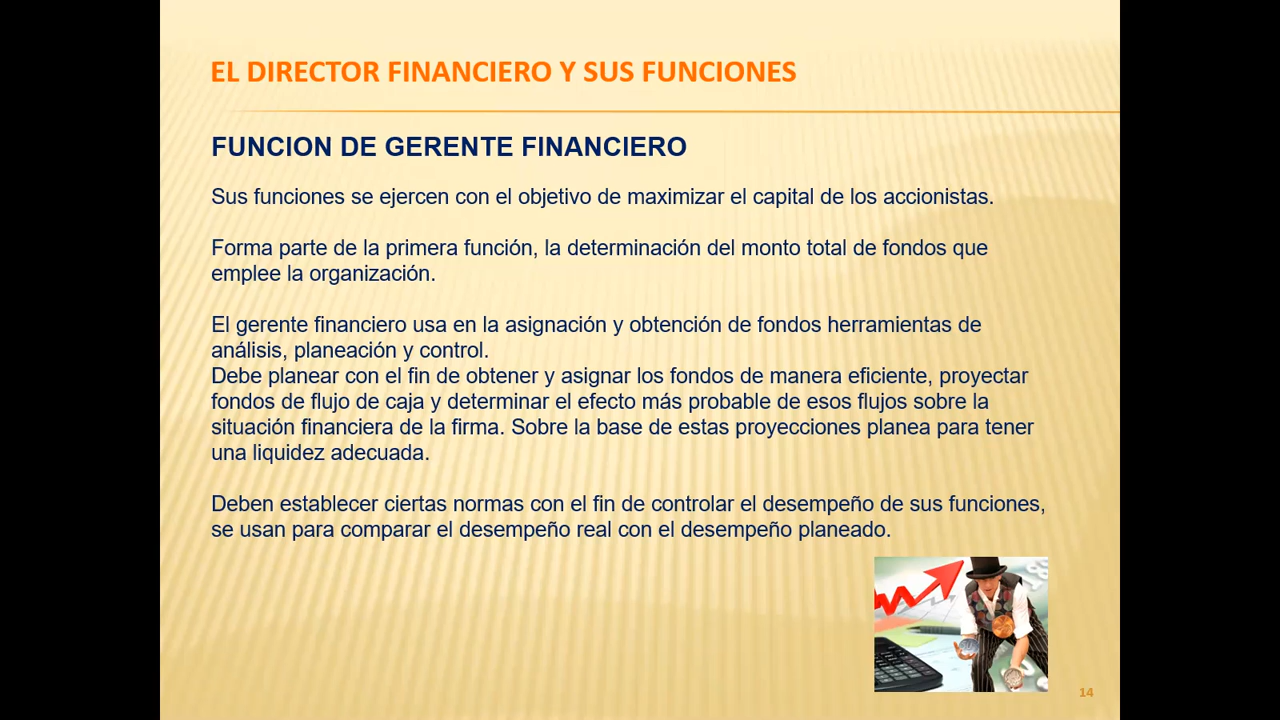 EL DIRECTOR FINANCIERO Y SUS FUNCIONES
FUNCION DE GERENTE FINANCIERO
Sus funciones se ejercen con el objetivo de maximizar el capital de los accionistas.
Forma parte de la primera función, la determinación del monto total de fondos que
emplee la organización.
El gerente financiero usa en la asignación y obtención de fondos herramientas de
análisis, planeación y control.
Debe planear con el fin de obtener y asignar los fondos de manera eficiente, proyectar
fondos de flujo de caja y determinar el efecto más probable de esos flujos sobre la
situación financiera de la firma. Sobre la base de estas proyecciones planea para tener
una liquidez adecuada.
Deben establecer ciertas normas con el fin de controlar el desempeño de sus funciones,
se usan para comparar el desempeño real con el desempeño planeado.
14